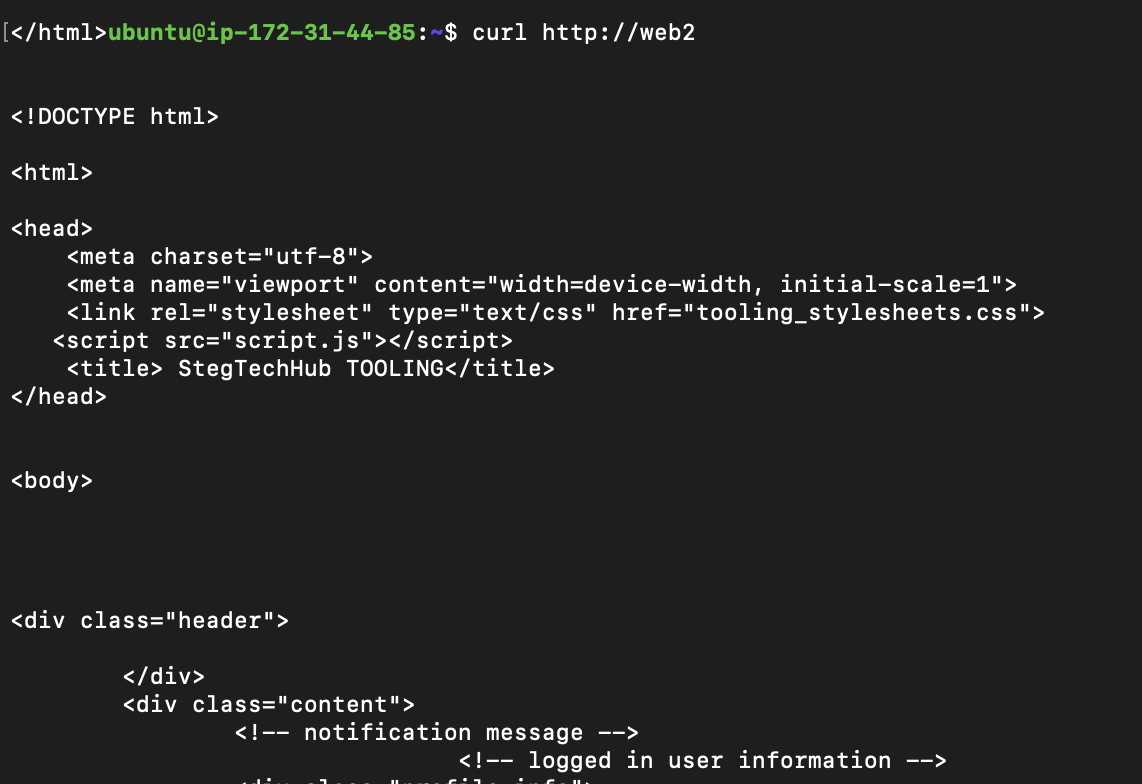 [</html>ubuntu@ip-172-31-44-85:~$ curl http://web2
<!DOCTYPE html>
<html>
<head>
    <meta charset="utf-8">
    <meta name="viewport" content="width=device-width, initial-scale=1">
    <link rel="stylesheet" type="text/css" href="tooling_stylesheets.css">
   <script src="script.js"></script>
    <title> StegTechHub TOOLING</title>
</head>
<body>
<div class="header">
        </div>
        <div class="content">
                <!-- notification message -->
                                <!-- logged in user information -->
                <div class="profile_info">